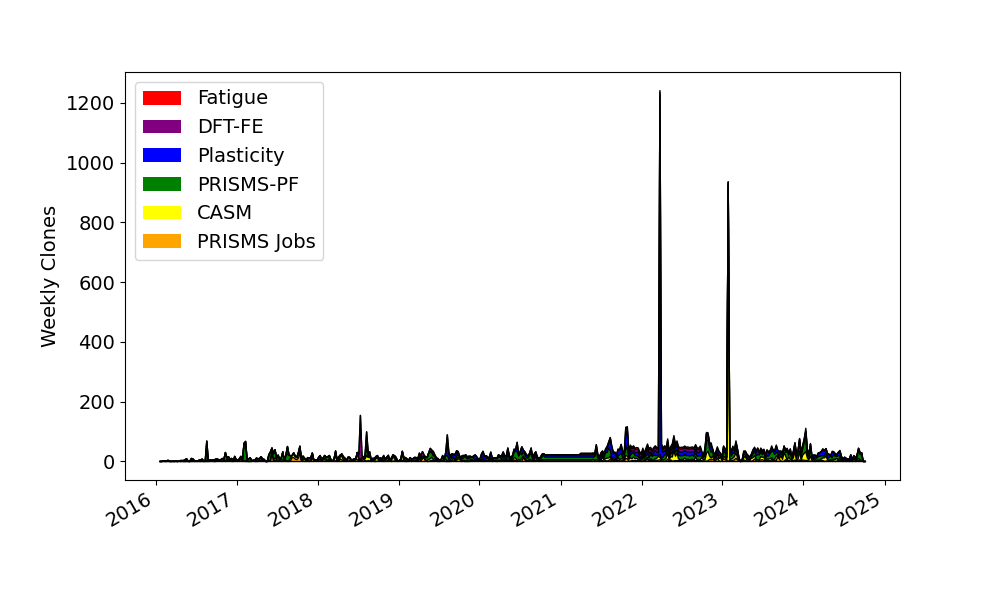 Fatigue
DFT-FE
Plasticity
PRISMS-PF
CASM
PRISMS Jobs
Weekly Clones
1200
1000
800
600
400
200
0
2016 2017 2018 2019 2020 2021 2022 2023 2024 2025